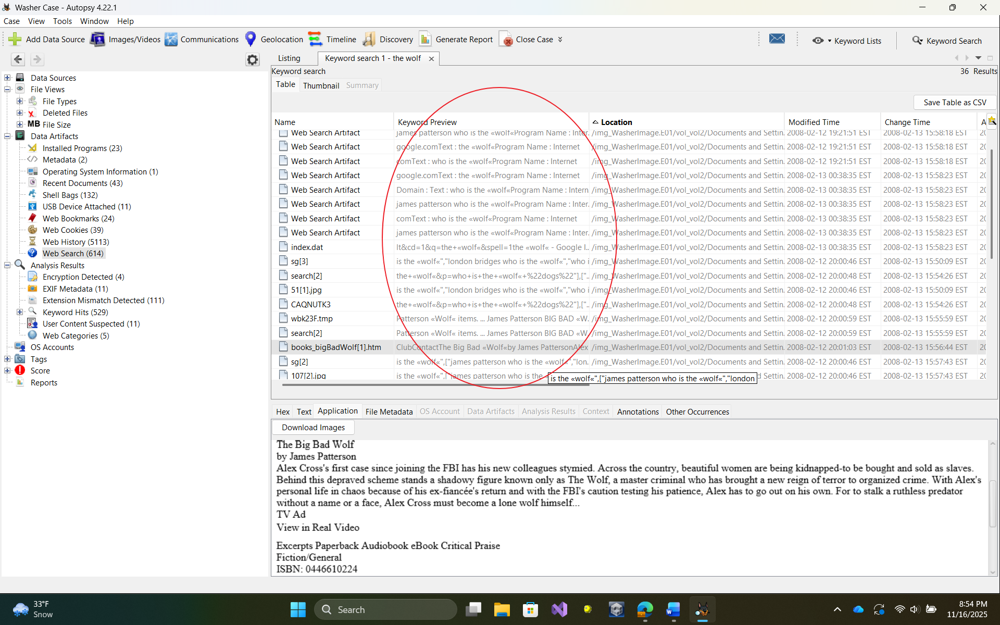 Washer Case - Autopsy 4.22.1
Case View Tools Window Help
Add Data Source Images/Videos Communications Geolocation Timeline Discovery Generate Report Close Case Keyword Lists Keyword Search
Listing Keyword search 1 - the wolf
Keyword search 36 Results
Table Thumbnail Summary
Save Table as CSV
Name Keyword Preview Location Modified Time Change Time A
Web Search Artifact james patterson who is the «wolf«Program Name : Inter. /img_WasherImage.E01/vol_vol2/Documents and Settin. 2008-02-12 19:21:51 EST 2008-02-13 15:58:18 EST 20
Web Search Artifact google.comText : the «wolf«Program Name : Internet /img_WasherImage.E01/vol_vol2/Documents and Settin. 2008-02-12 19:21:51 EST 2008-02-13 15:58:18 EST 20
Web Search Artifact comText : who is the «wolf«Program Name : Internet /img_WasherImage.E01/vol_vol2/Documents and Settin. 2008-02-12 19:21:51 EST 2008-02-13 15:58:18 EST 20
Web Search Artifact google.comText : the «wolf«Program Name : Internet /img_WasherImage.E01/vol_vol2/Documents and Settin. 2008-02-13 00:38:35 EST 2008-02-13 15:58:23 EST 20
Web Search Artifact Domain : Text : who is the «wolf«Program Name : Intern /img_WasherImage.E01/vol_vol2/Documents and Settin. 2008-02-13 00:38:35 EST 2008-02-13 15:58:23 EST 20
Web Search Artifact james patterson who is the «wolf«Program Name : Inter. /img_WasherImage.E01/vol_vol2/Documents and Settin. 2008-02-13 00:38:35 EST 2008-02-13 15:58:23 EST 20
Web Search Artifact comText : who is the «wolf«Program Name : Internet /img_WasherImage.E01/vol_vol2/Documents and Settin. 2008-02-13 00:38:35 EST 2008-02-13 15:58:23 EST 20
Web Search Artifact james patterson who is the «wolf«Program Name : Inter. /img_WasherImage.E01/vol_vol2/Documents and Settin. 2008-02-13 00:38:35 EST 2008-02-13 15:58:23 EST 20
index.dat lt&cd=1&q=the+«wolf«&spell=1the «wolf« - Google I... /img_WasherImage.E01/vol_vol2/Documents and Settin. 2008-02-13 00:38:35 EST 2008-02-13 15:58:23 EST 20
sg[3] is the «wolf«","london bridges who is the «wolf«","who i /img_WasherImage.E01/vol_vol2/Documents and Settin. 2008-02-12 20:00:46 EST 2008-02-13 15:50:09 EST 20
search[2] the+«wolf«&p=who+is+the+«wolf«+%22dogs%22"],[".. /img_WasherImage.E01/vol_vol2/Documents and Settin. 2008-02-12 20:00:48 EST 2008-02-13 15:54:26 EST 20
51[1].jpg is the «wolf«","london bridges who is the «wolf«","who i /img_WasherImage.E01/vol_vol2/Documents and Settin. 2008-02-12 20:00:46 EST 2008-02-13 15:50:09 EST 20
CAQNUTK3 the+«wolf«&p=who+is+the+«wolf«+%22dogs%22"],[".. /img_WasherImage.E01/vol_vol2/Documents and Settin. 2008-02-12 20:00:48 EST 2008-02-13 15:54:26 EST 20
wbk23F.tmp Patterson «Wolf« items. ... James Patterson BIG BAD «W. /img_WasherImage.E01/vol_vol2/Documents and Settin. 2008-02-12 20:00:59 EST 2008-02-13 15:55:59 EST 20
search[2] Patterson «Wolf« items. ... James Patterson BIG BAD «W. /img_WasherImage.E01/vol_vol2/Documents and Settin. 2008-02-12 20:00:59 EST 2008-02-13 15:55:59 EST 20
books_bigBadWolf[1].htm ClubContactThe Big Bad «Wolf«by James PattersonAlex /img_WasherImage.E01/vol_vol2/Documents and Settin. 2008-02-12 20:01:03 EST 2008-02-13 15:56:44 EST 20
sg[2] is the «wolf«",["james patterson who is the «wolf«","lon. /img_WasherImage.E01/vol_vol2/Documents and Settin. 2008-02-12 20:00:46 EST 2008-02-13 15:57:43 EST 20
107[2].jpg is the «wolf«",["james patterson who is the d Settin. 2008-02-12 20:00:46 EST 2008-02-13 15:57:43 EST 20
is the «wolf«",["james patterson who is the «wolf«","london
Data Sources
File Views
File Types
Deleted Files
MB File Size
Data Artifacts
Installed Programs (23)
Metadata (2)
Operating System Information (1)
Recent Documents (43)
Shell Bags (132)
USB Device Attached (11)
Web Bookmarks (24)
Web Cookies (39)
Web History (5113)
Web Search (614)
Analysis Results
Encryption Detected (4)
EXIF Metadata (11)
Extension Mismatch Detected (111)
Keyword Hits (529)
User Content Suspected (11)
Web Categories (5)
OS Accounts
Tags
Score
Reports
Hex Text Application File Metadata OS Account Data Artifacts Analysis Results Context Annotations Other Occurrences
Download Images
The Big Bad Wolf
by James Patterson
Alex Cross's first case since joining the FBI has his new colleagues stymied. Across the country, beautiful women are being kidnapped-to be bought and sold as slaves.
Behind this depraved scheme stands a shadowy figure known only as The Wolf, a master criminal who has brought a new reign of terror to organized crime. With Alex's
personal life in chaos because of his ex-fiancée's return and with the FBI's caution testing his patience, Alex has to go out on his own. For to stalk a ruthless predator
without a name or a face, Alex Cross must become a lone wolf himself...
TV Ad
View in Real Video
Excerpts Paperback Audiobook eBook Critical Praise
Fiction/General
ISBN: 0446610224
33°F
Snow
Search
8:54 PM
11/16/2025